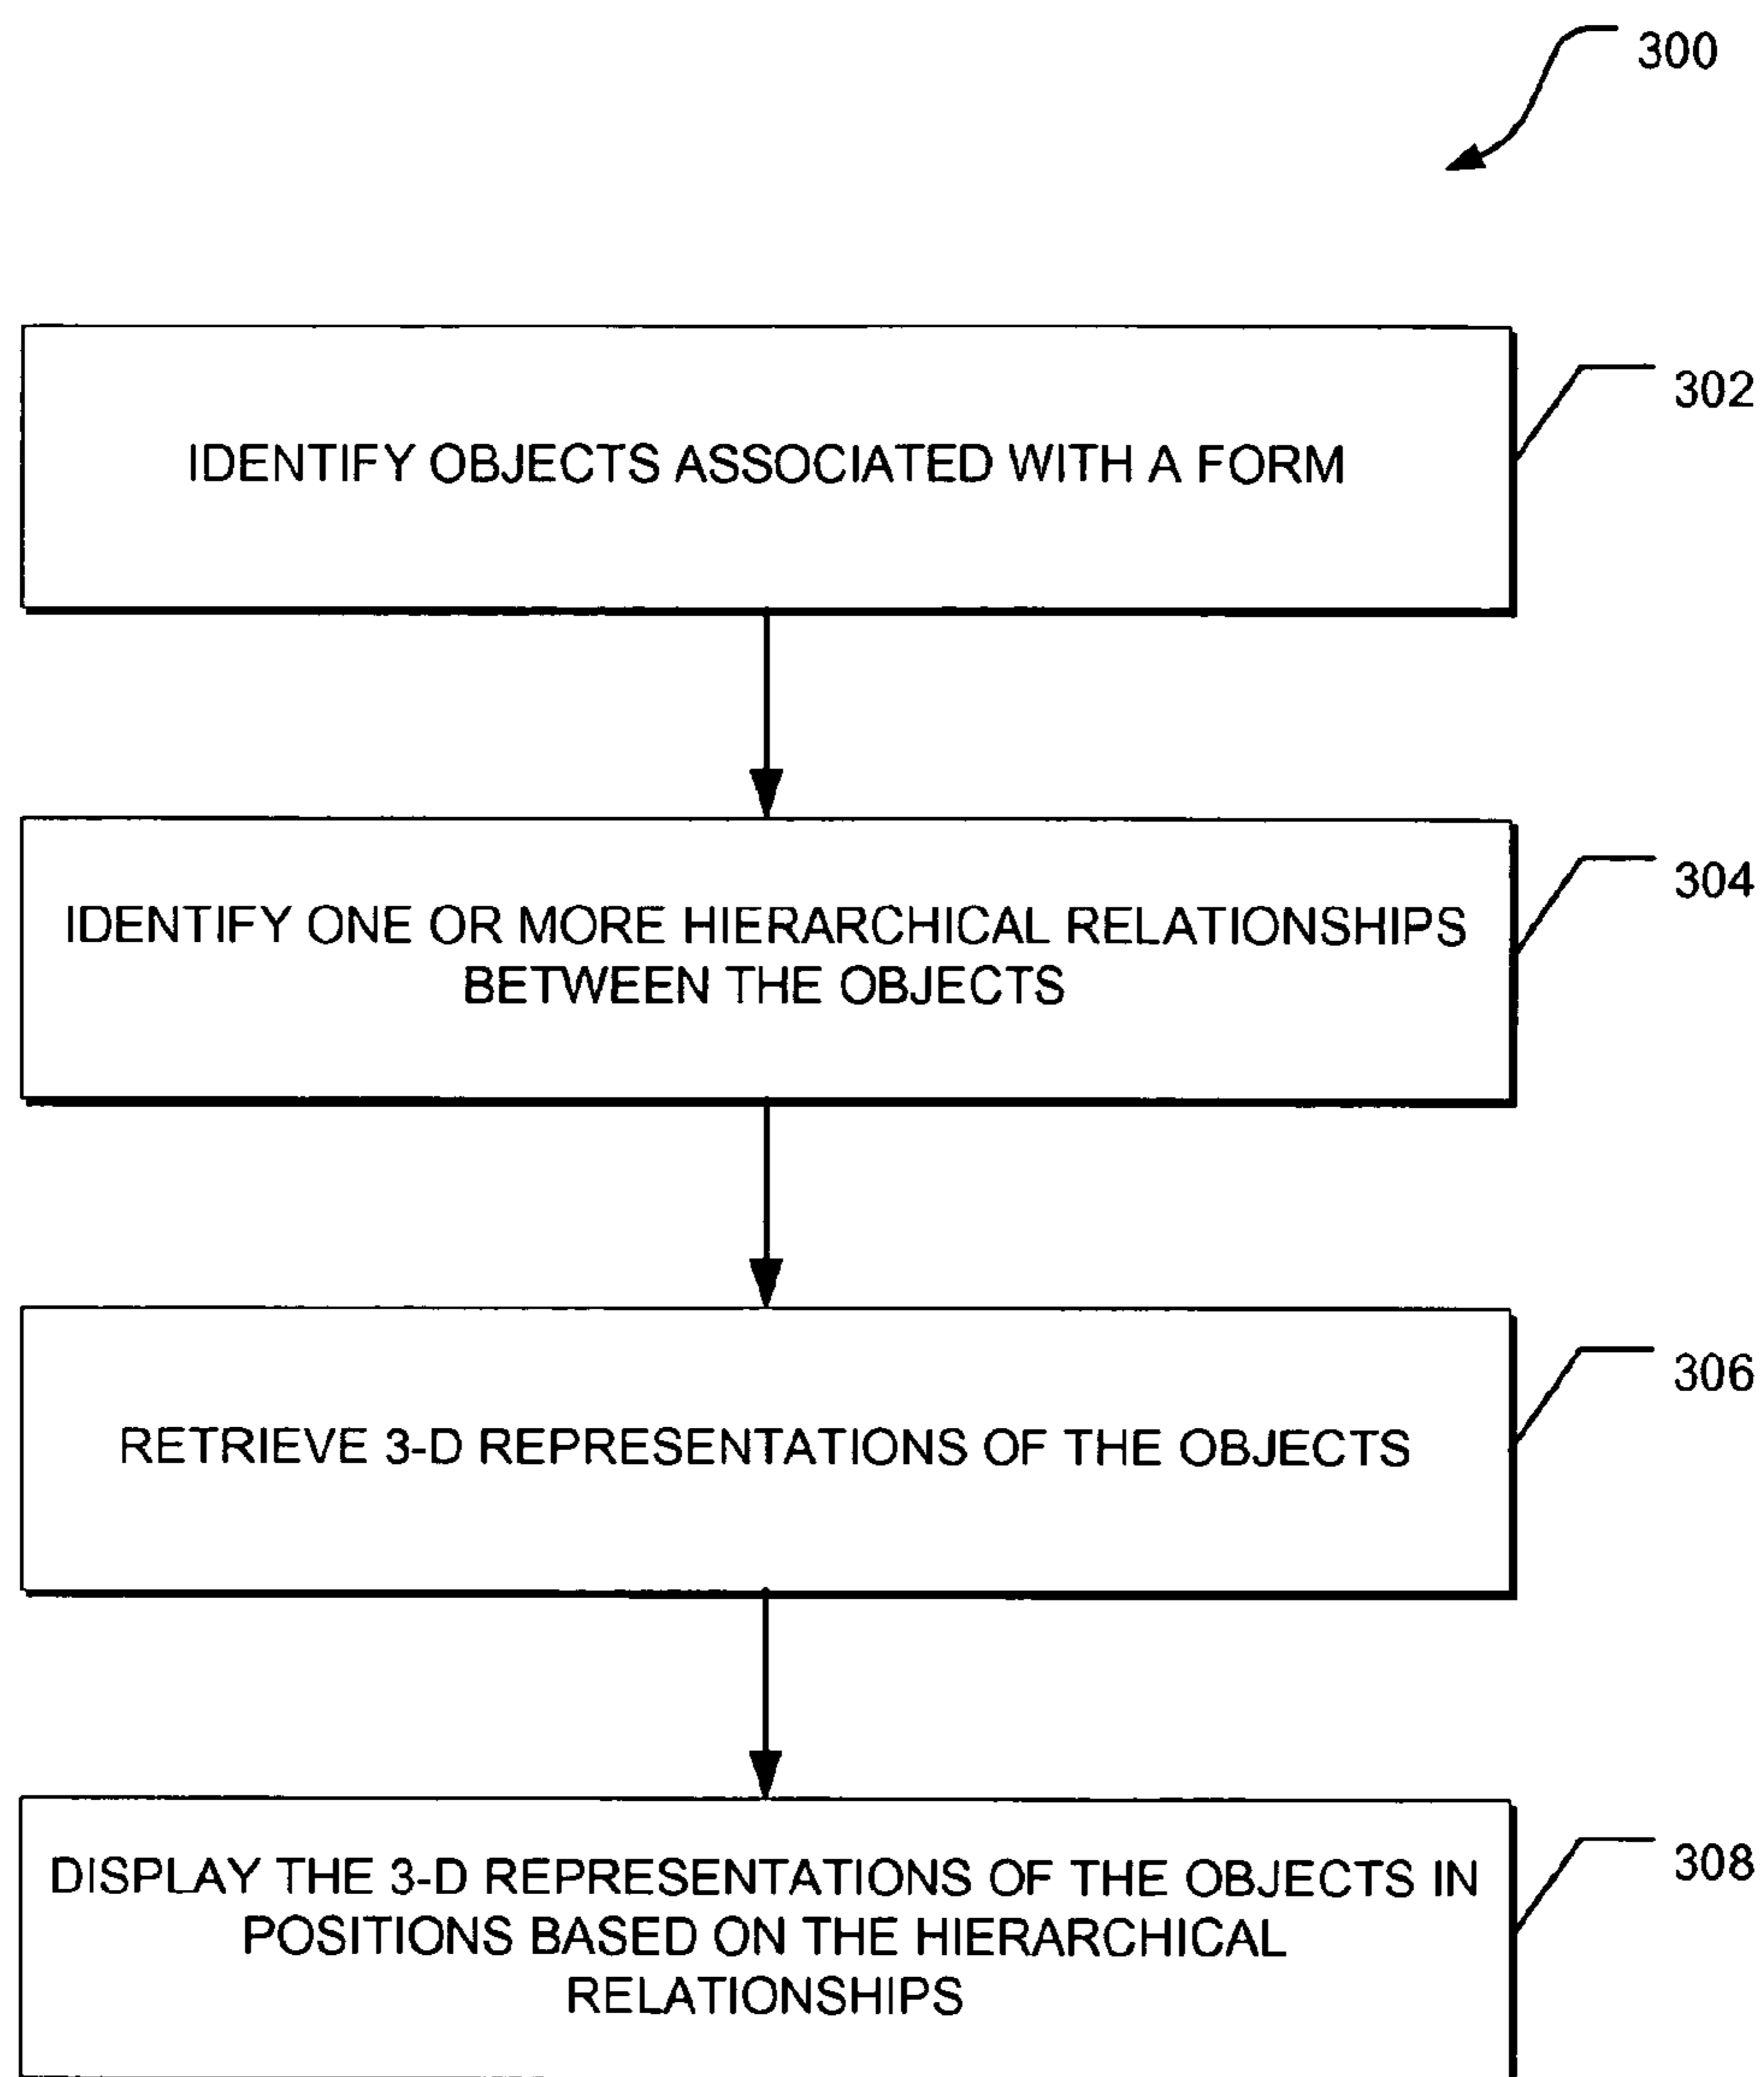 300
302
IDENTIFY OBJECTS ASSOCIATED WITH A FORM
304
IDENTIFY ONE OR MORE HIERARCHICAL RELATIONSHIPS
BETWEEN THE OBJECTS
306
RETRIEVE 3-D REPRESENTATIONS OF THE OBJECTS
308
DISPLAY THE 3-D REPRESENTATIONS OF THE OBJECTS IN
POSITIONS BASED ON THE HIERARCHICAL
RELATIONSHIPS